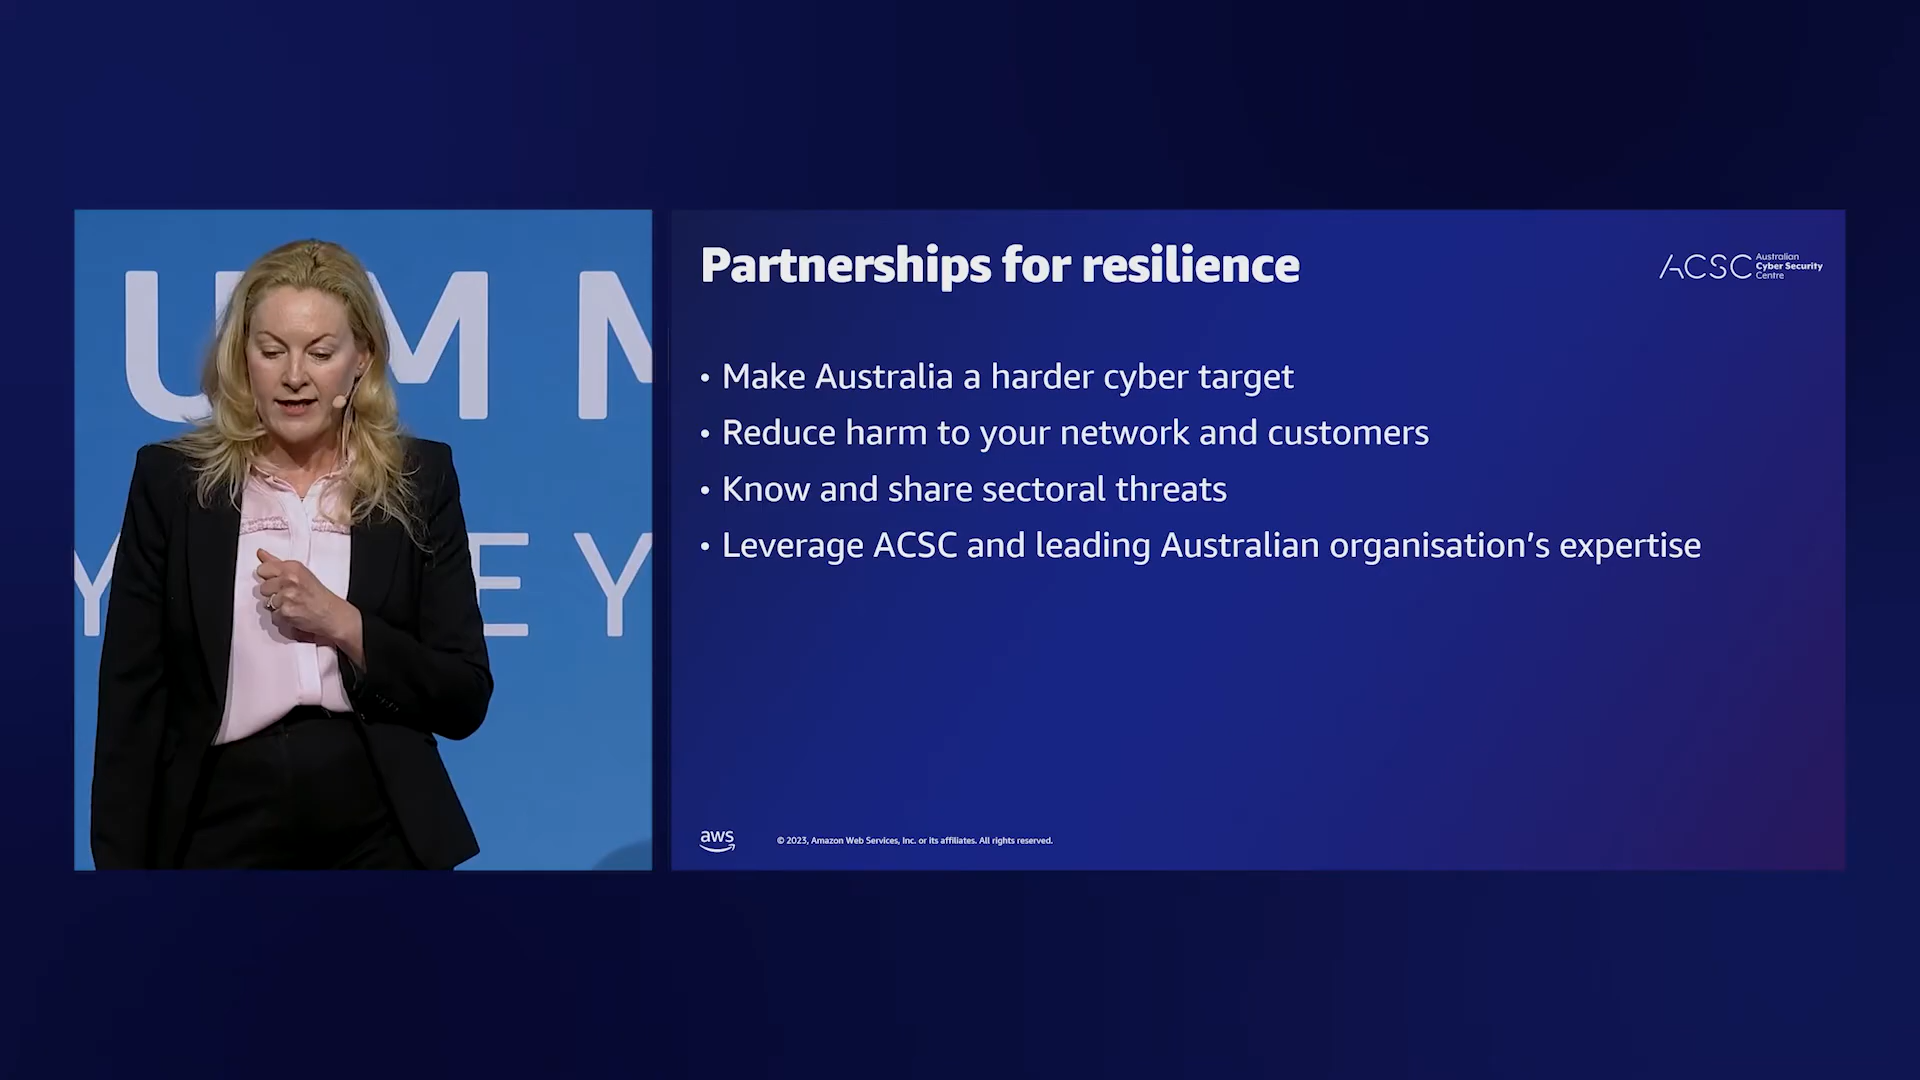 UMM
YEY
Partnerships for resilience
ACSC Australian
Cyber Security
Centre
• Make Australia a harder cyber target
• Reduce harm to your network and customers
• Know and share sectoral threats
• Leverage ACSC and leading Australian organisation’s expertise
aws
© 2023, Amazon Web Services, Inc. or its affiliates. All rights reserved.